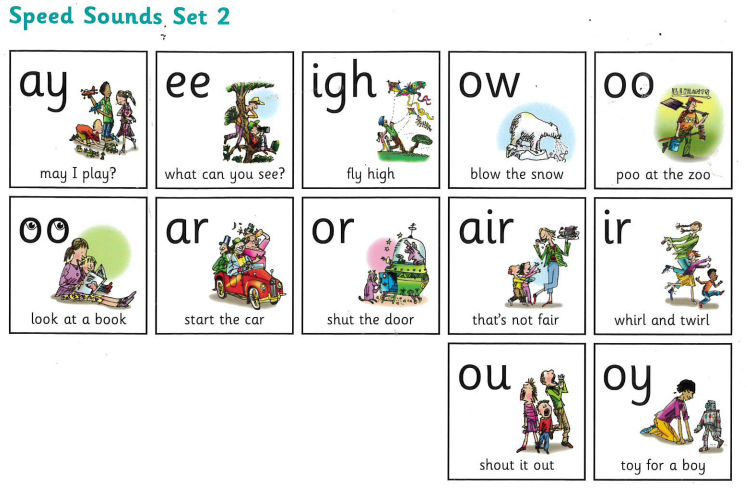 Speed Sounds Set 2
ay
may I play?
ee
what can you see?
igh
fly high
ow
blow the snow
oo
poo at the zoo
oo
look at a book
ar
start the car
or
shut the door
air
that's not fair
ir
whirl and twirl
ou
shout it out
oy
toy for a boy